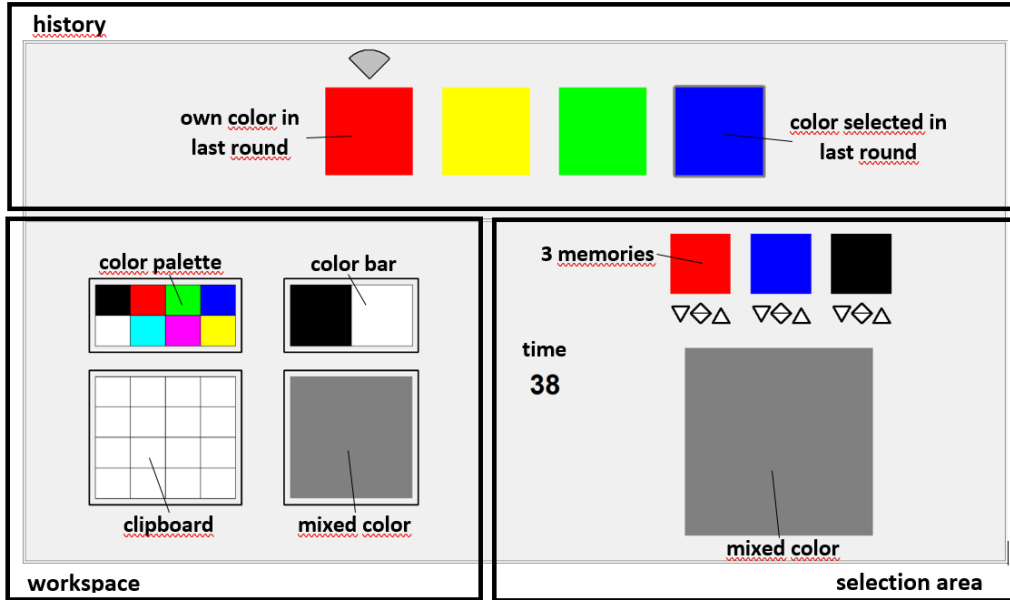 history
own color in
last round
color selected in
last round
color palette
color bar
3 memories
time
38
clipboard
mixed color
mixed color
workspace
selection area